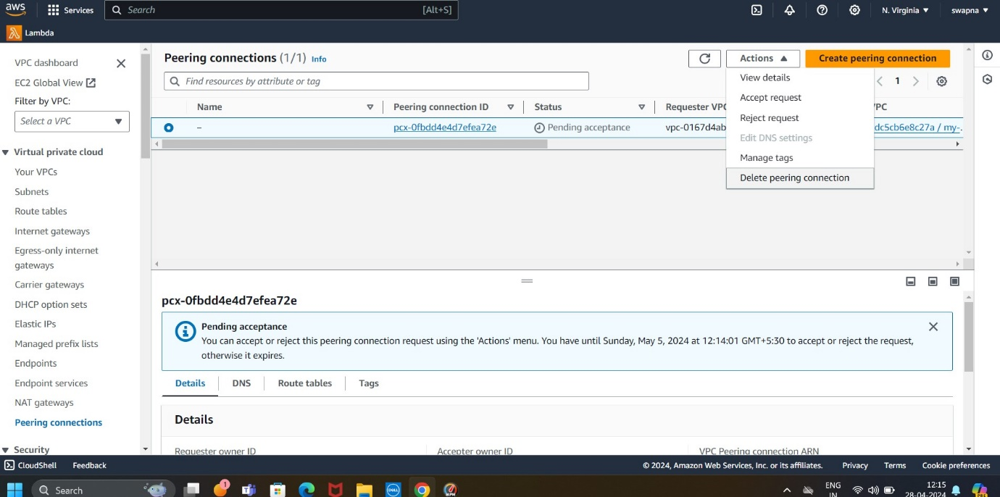 aws
Services
Search [Alt+S]
N. Virginia
swapna
Lambda
VPC dashboard
EC2 Global View
Filter by VPC:
Select a VPC
Virtual private cloud
Your VPCs
Subnets
Route tables
Internet gateways
Egress-only internet
gateways
Carrier gateways
DHCP option sets
Elastic IPs
Managed prefix lists
Endpoints
Endpoint services
NAT gateways
Peering connections
Security
Peering connections (1/1) Info
Actions
Create peering connection
Find resources by attribute or tag
1
Name Peering connection ID Status Requester VPC
– pcx-0fbdd4e4d7efea72e Pending acceptance vpc-0167d4ab
/PC
dc5cb6e8c27a / my-.
View details
Accept request
Reject request
Edit DNS settings
Manage tags
Delete peering connection
pcx-0fbdd4e4d7efea72e
Pending acceptance
You can accept or reject this peering connection request using the 'Actions' menu. You have until Sunday, May 5, 2024 at 12:14:01 GMT+5:30 to accept or reject the request,
otherwise it expires.
Details DNS Route tables Tags
Details
Requester owner ID Accepter owner ID VPC Peering connection ARN
CloudShell Feedback © 2024, Amazon Web Services, Inc. or its affiliates. Privacy Terms Cookie preferences
Search
1
DELL
ENG
IN
12:15
28-04-2024
PRE